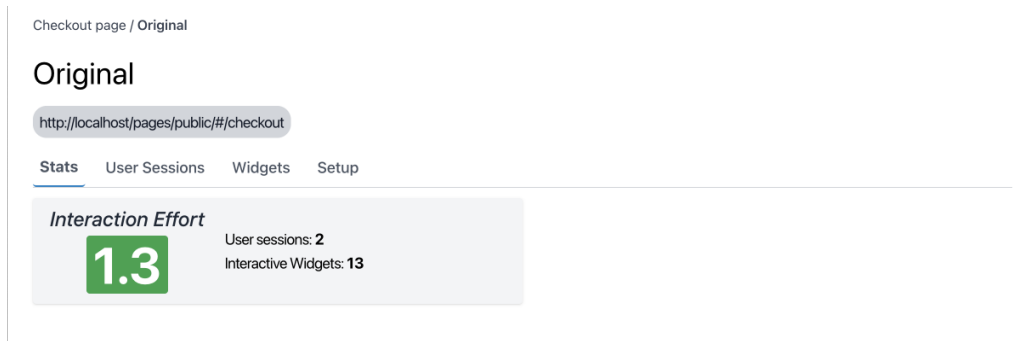 Checkout page / Original
Original
http://localhost/pages/public/#/checkout
Stats User Sessions Widgets Setup
Interaction Effort
1.3
User sessions: 2
Interactive Widgets: 13